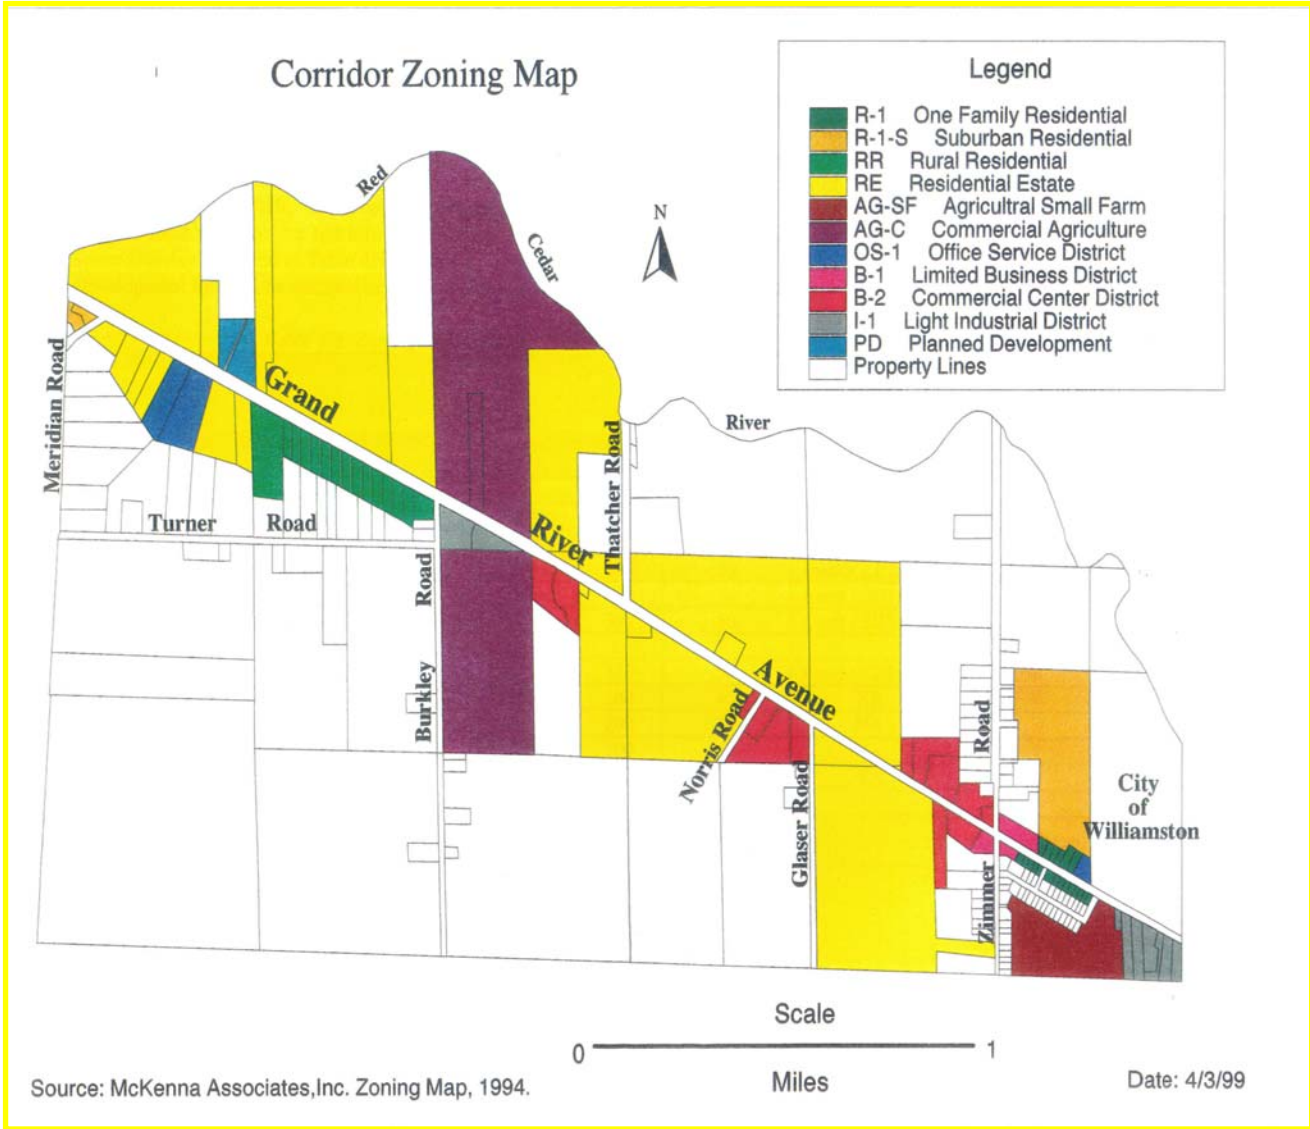 Corridor Zoning Map
Legend
R-1 One Family Residential
R-1-S Suburban Residential
RR Rural Residential
RE Residential Estate
AG-SF Agricultral Small Farm
AG-C Commercial Agriculture
OS-1 Office Service District
B-1 Limited Business District
B-2 Commercial Center District
I-1 Light Industrial District
PD Planned Development
Property Lines
Red
Cedar
River
N
Meridian Road
Grand
River
Avenue
Turner Road
Burkley Road
Thatcher Road
Norris Road
Glaser Road
Zimmer Road
City
of
Williamston
Scale
0 1
Miles
Source: McKenna Associates,Inc. Zoning Map, 1994.
Date: 4/3/99